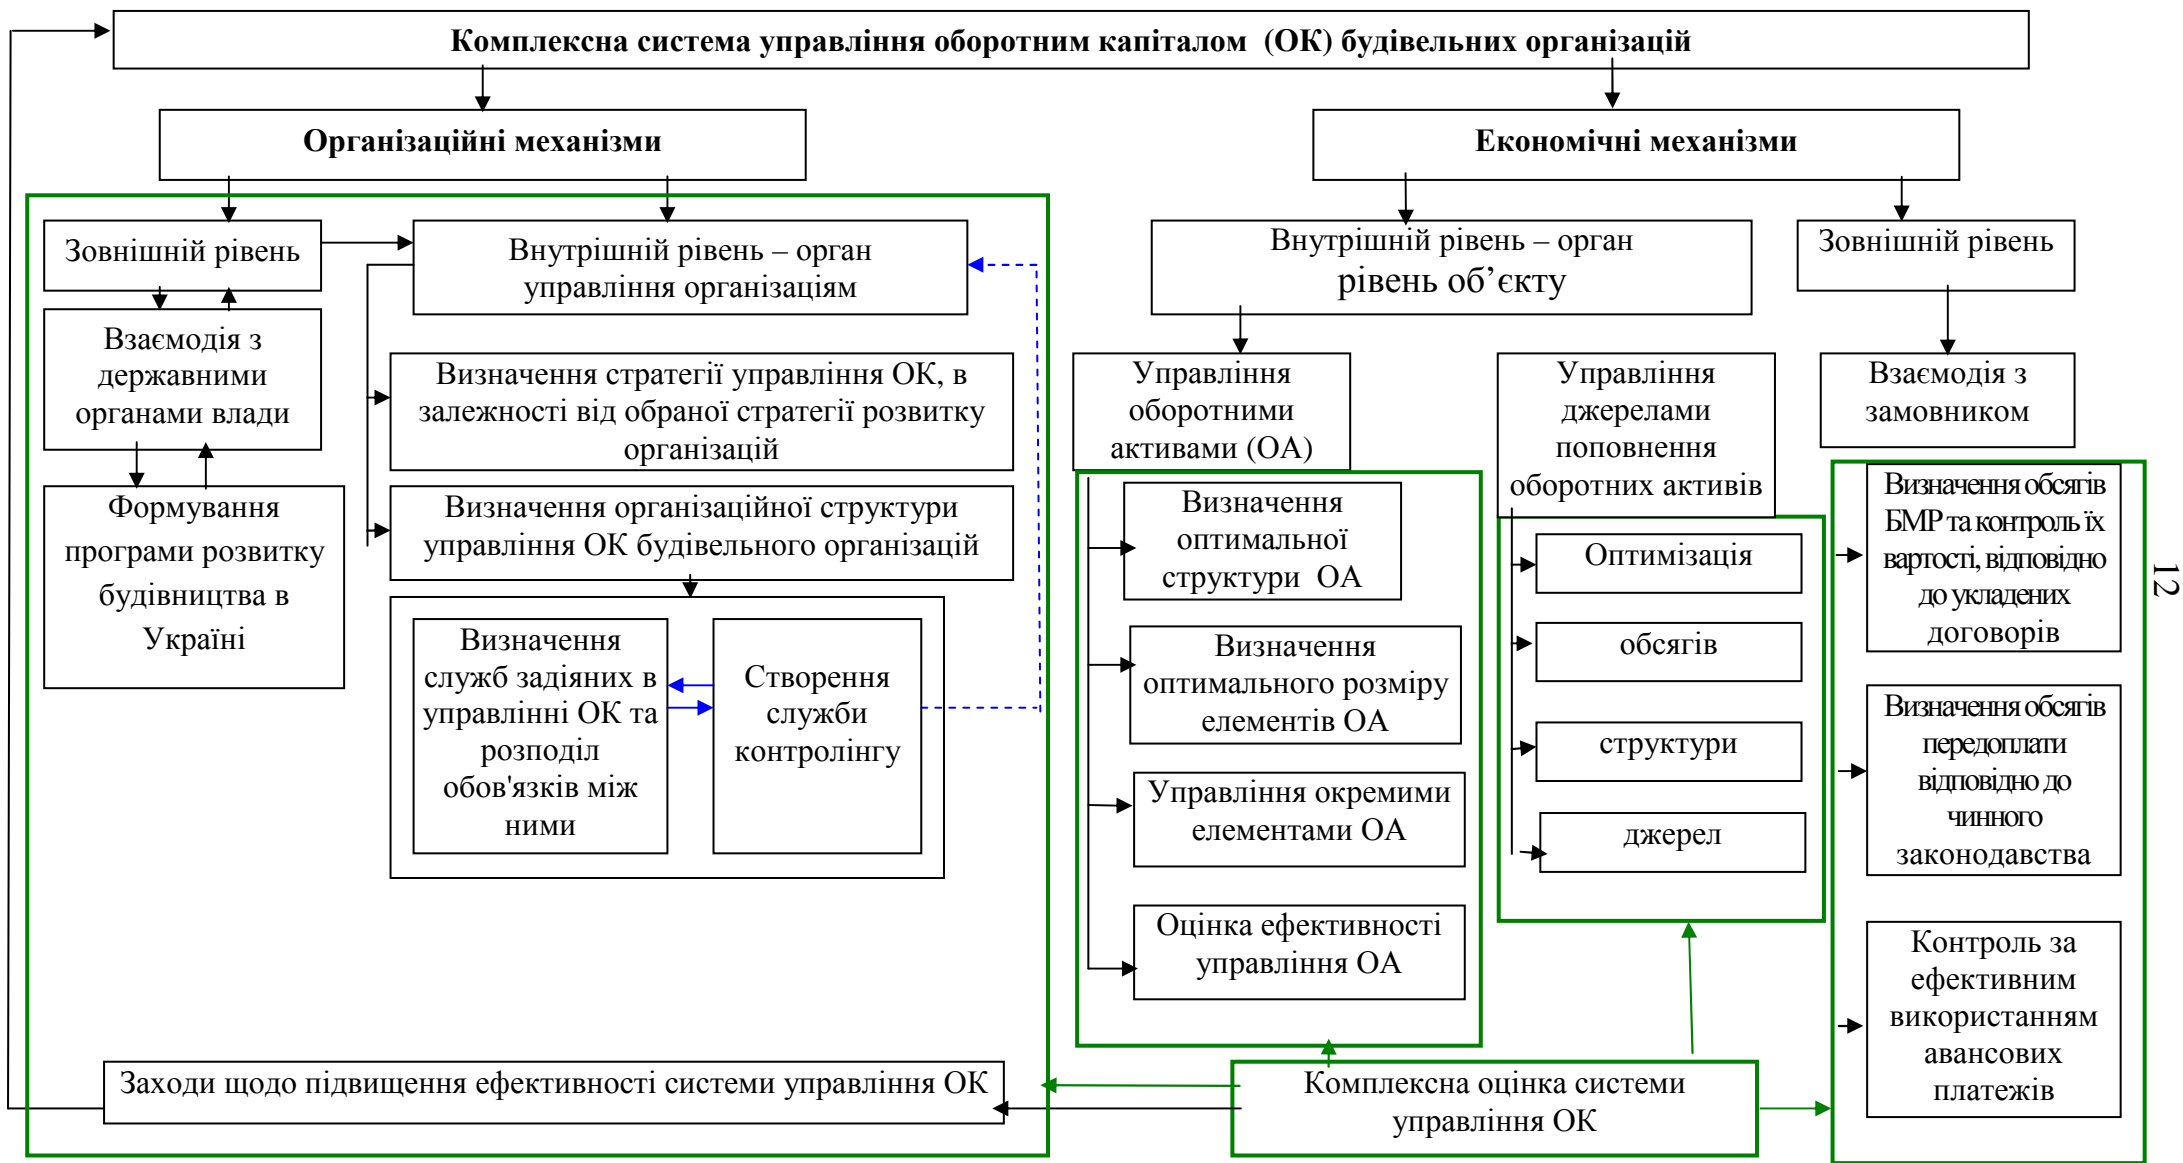 Комплексна система управління оборотним капіталом (ОК) будівельних організацій
Організаційні механізми
Економічні механізми
Зовнішній рівень
Внутрішній рівень – орган
управління організаціям
Внутрішній рівень – орган
рівень об’єкту
Зовнішній рівень
Взаємодія з
державними
органами влади
Формування
програми розвитку
будівництва в
Україні
Визначення стратегії управління ОК, в
залежності від обраної стратегії розвитку
організацій
Визначення організаційної структури
управління ОК будівельного організацій
Визначення
служб задіяних в
управлінні ОК та
розподіл
обов'язків між
ними
Створення
служби
контролінгу
Управління
оборотними
активами (ОА)
Визначення
оптимальної
структури ОА
Визначення
оптимального розміру
елементів ОА
Управління окремими
елементами ОА
Оцінка ефективності
управління ОА
Управління
джерелами
поповнення
оборотних активів
Оптимізація
обсягів
структури
джерел
Взаємодія з
замовником
Визначення обсягів
БМР та контроль їх
вартості, відповідно
до укладених
договорів
Визначення обсягів
передоплати
відповідно до
чинного
законодавства
Контроль за
ефективним
використанням
авансових
платежів
12
Заходи щодо підвищення ефективності системи управління ОК
Комплексна оцінка системи
управління ОК